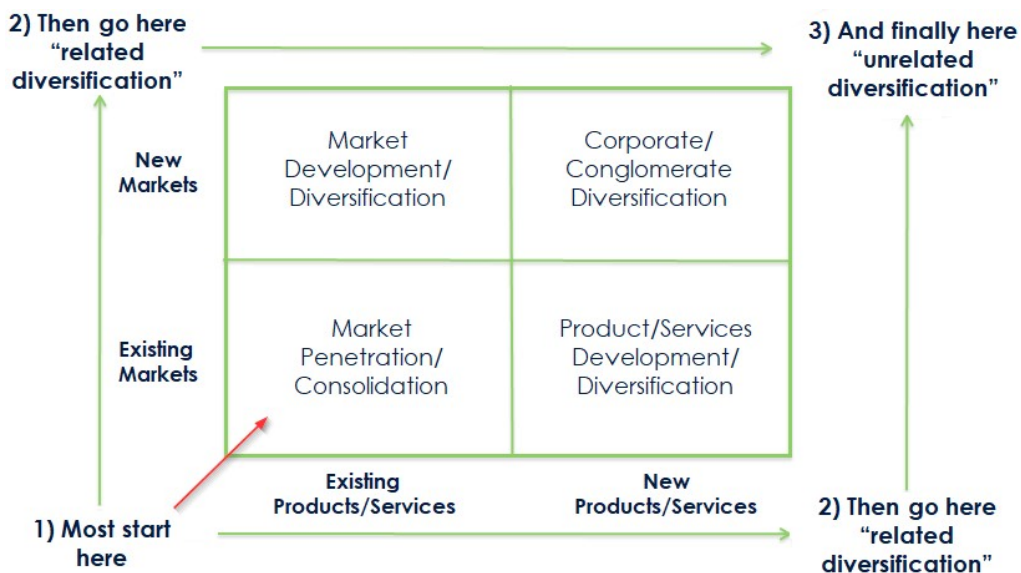 2) Then go here
“related
diversification”
3) And finally here
“unrelated
diversification”
New
Markets
Market
Development/
Diversification
Corporate/
Conglomerate
Diversification
Existing
Markets
Market
Penetration/
Consolidation
Product/Services
Development/
Diversification
Existing
Products/Services
New
Products/Services
1) Most start
here
2) Then go here
“related
diversification”